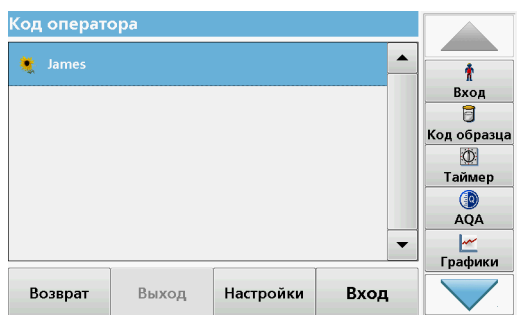 Код оператора
James
Вход
Код образца
Таймер
AQA
Графики
Возврат
Выход
Настройки
Вход